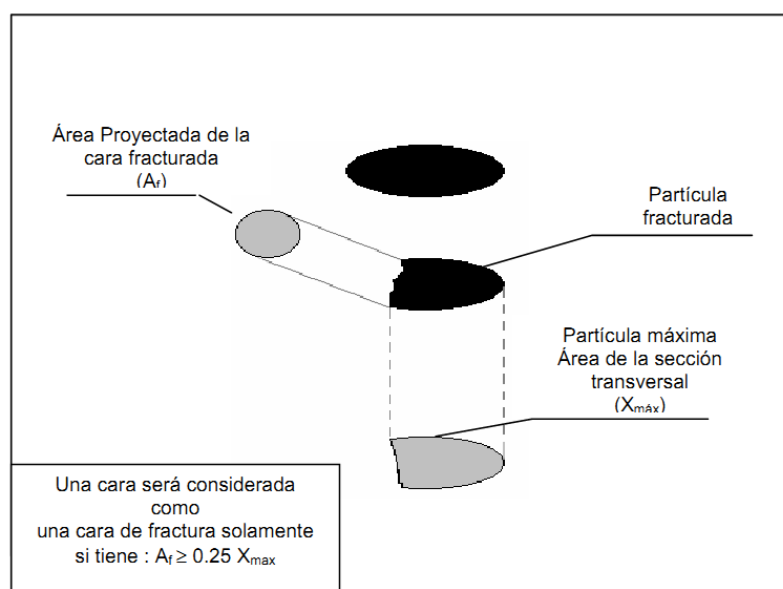 Área Proyectada de la
cara fracturada
(Af)
Partícula
fracturada
Partícula máxima
Área de la sección
transversal
(Xmáx)
Una cara será considerada
como
una cara de fractura solamente
si tiene : Af ≥ 0.25 Xmax